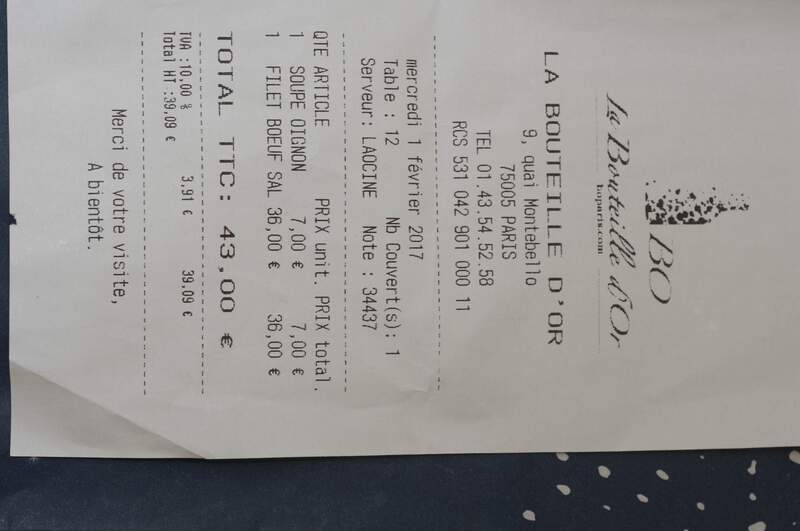 BO
La Bouteille d'Or
boparis.com
LA BOUTEILLE D'OR
9, quai Montebello
75005 PARIS
TEL 01.43.54.52.58
RCS 531 042 901 000 11
mercredi 1 février 2017
Table : 12 Nb Couvert(s): 1
Serveur: LAOCINE Note : 34437
QTE ARTICLE PRIX unit. PRIX total.
1 SOUPE OIGNON 7,00 € 7,00 €
1 FILET BOEUF SAL 36,00 € 36,00 €
TOTAL TTC: 43,00 €
TVA :10,00 % 3,91 € 39.09 €
Total HT :39.09 €
Merci de votre visite,
A bientôt.